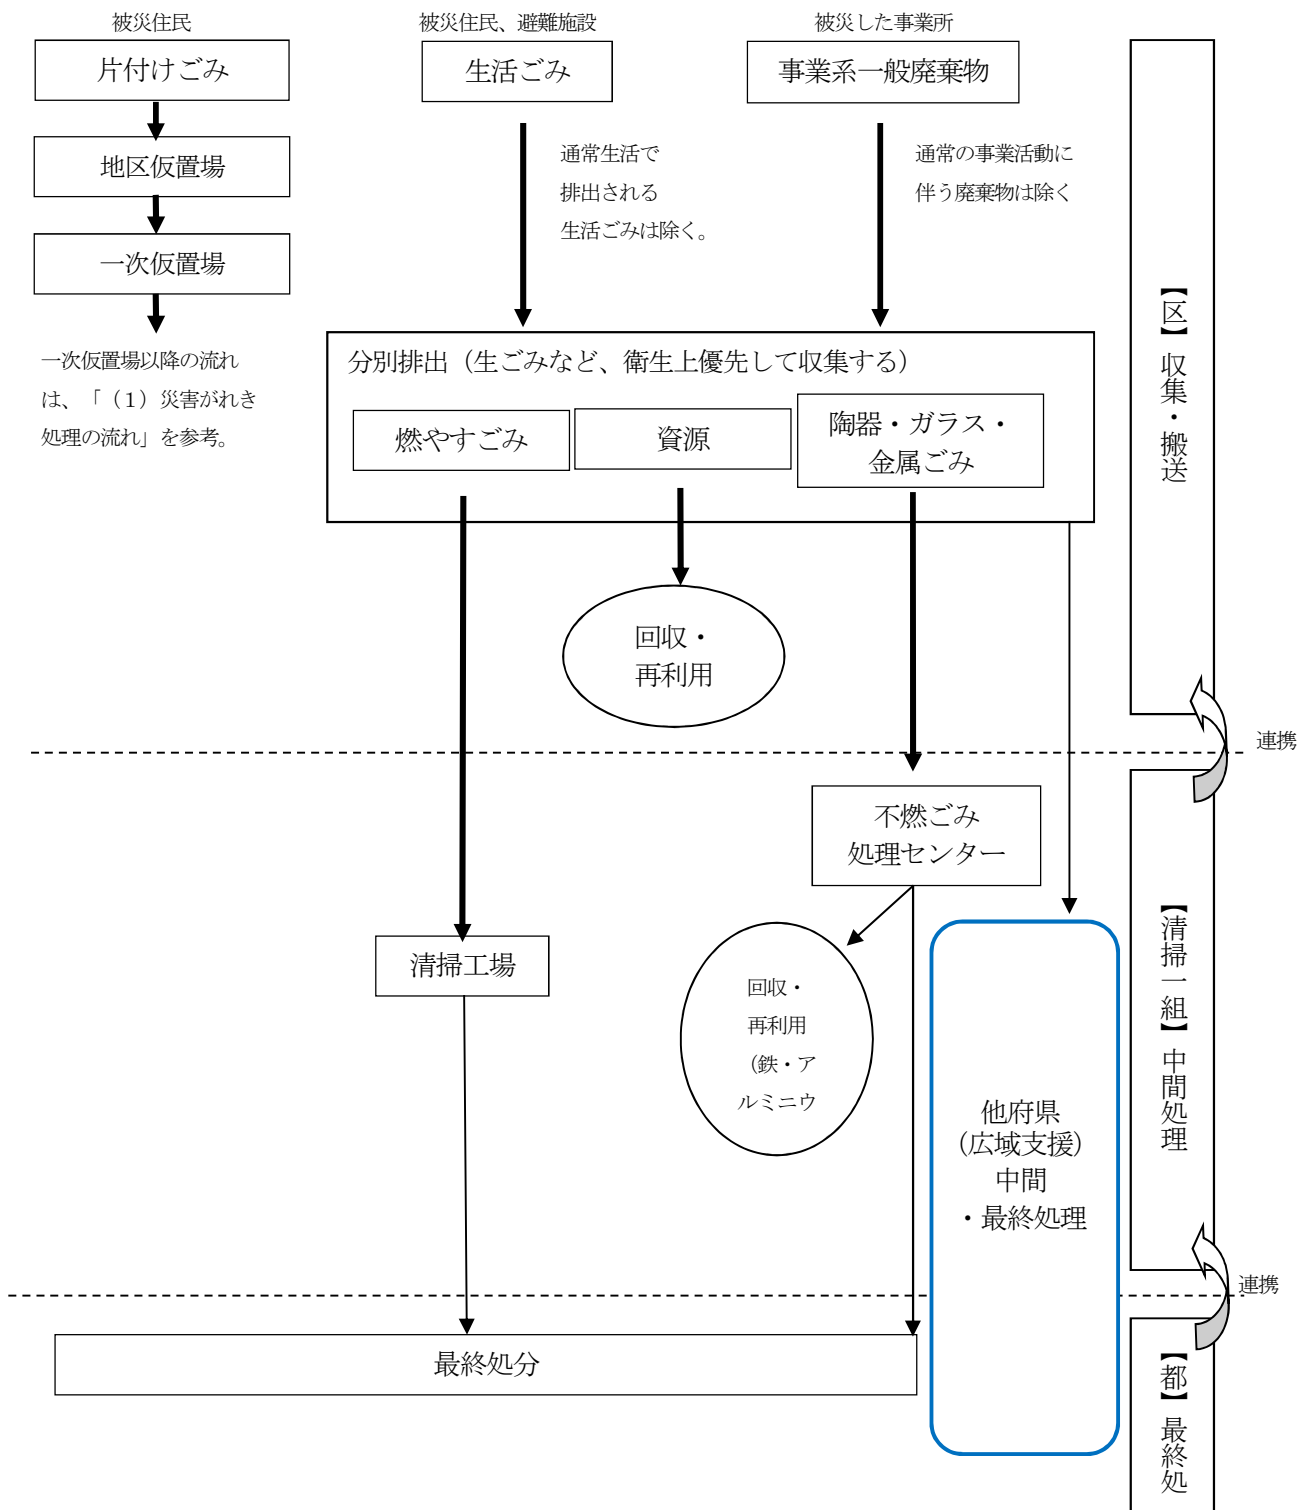 被災住民
片付けごみ
地区仮置場
一次仮置場
一次仮置場以降の流れ
は、「（１）災害がれき
処理の流れ」を参考。
被災住民、避難施設
生活ごみ
通常生活で
排出される
生活ごみは除く。
被災した事業所
事業系一般廃棄物
通常の事業活動に
伴う廃棄物は除く
分別排出（生ごみなど、衛生上優先して収集する）
燃やすごみ
資源
陶器・ガラス・
金属ごみ
回収・
再利用
不燃ごみ
処理センター
清掃工場
回収・
再利用
（鉄・ア
ルミニウ
他府県
（広域支援）
中間
・最終処理
最終処分
【区】収集・搬送
連携
【清掃一組】中間処理
連携
【都】最終処